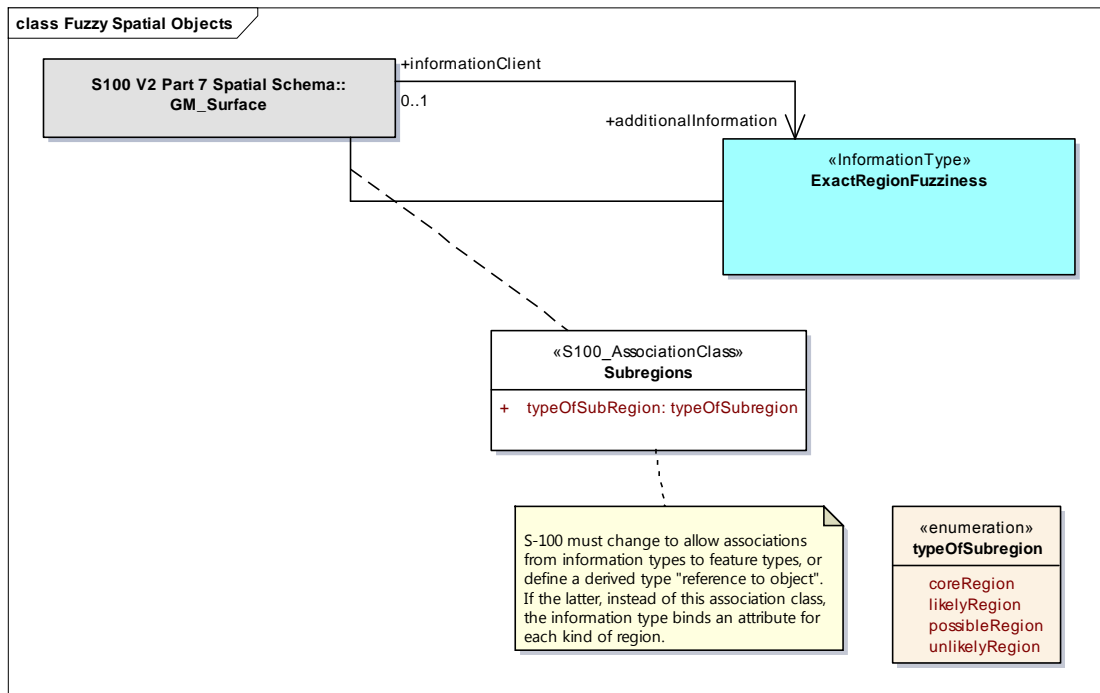 class Fuzzy Spatial Objects
S100 V2 Part 7 Spatial Schema::
GM_Surface
+informationClient
0..1
+additionalInformation
«InformationType»
ExactRegionFuzziness
«S100_AssociationClass»
Subregions
+ typeOfSubRegion: typeOfSubregion
S-100 must change to allow associations
from information types to feature types, or
define a derived type "reference to object".
If the latter, instead of this association class,
the information type binds an attribute for
each kind of region.
«enumeration»
typeOfSubregion
coreRegion
likelyRegion
possibleRegion
unlikelyRegion